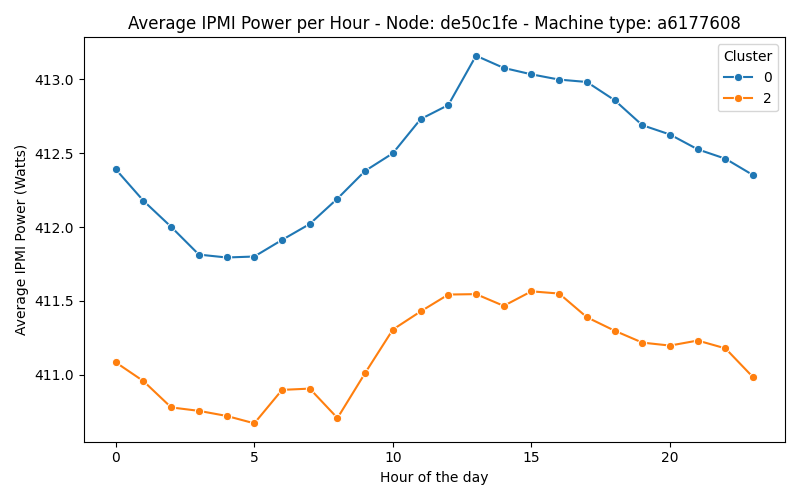 Average IPMI Power per Hour - Node: de50c1fe - Machine type: a6177608
Cluster
0
2
413.0
412.5
412.0
411.5
411.0
Average IPMI Power (Watts)
0 5 10 15 20
Hour of the day